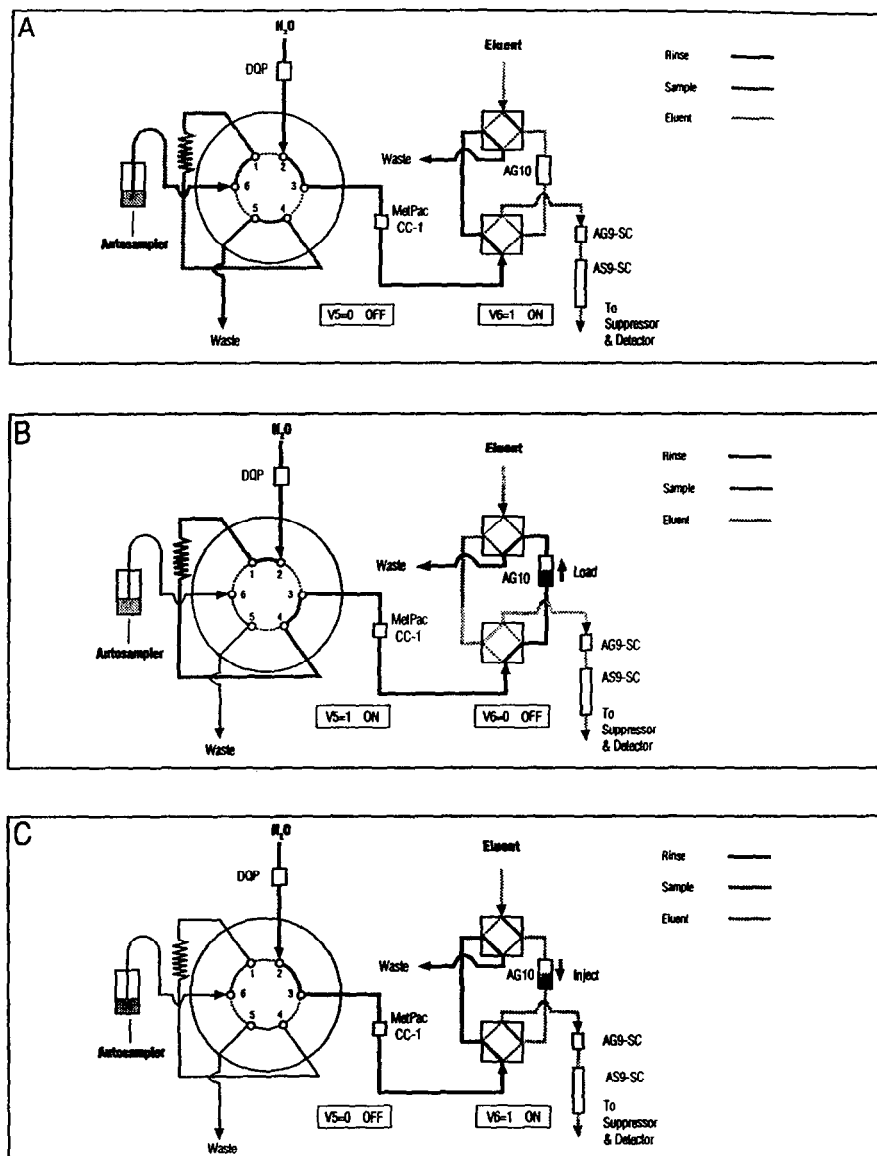 A
H₂O
DQP
Eluent
Rinse
Sample
Eluent
Waste
AG10
1
2
3
4
5
6
Autosampler
MetPac
CC-1
AG9-SC
AS9-SC
V5=0 OFF
V6=1 ON
To
Suppressor
& Detector
Waste
B
H₂O
DQP
Eluent
Rinse
Sample
Eluent
Waste
AG10
Load
1
2
3
4
5
6
Autosampler
MetPac
CC-1
AG9-SC
AS9-SC
V5=1 ON
V6=0 OFF
To
Suppressor
& Detector
Waste
C
H₂O
DQP
Eluent
Rinse
Sample
Eluent
Waste
AG10
Inject
1
2
3
4
5
6
Autosampler
MetPac
CC-1
AG9-SC
AS9-SC
V5=0 OFF
V6=1 ON
To
Suppressor
& Detector
Waste